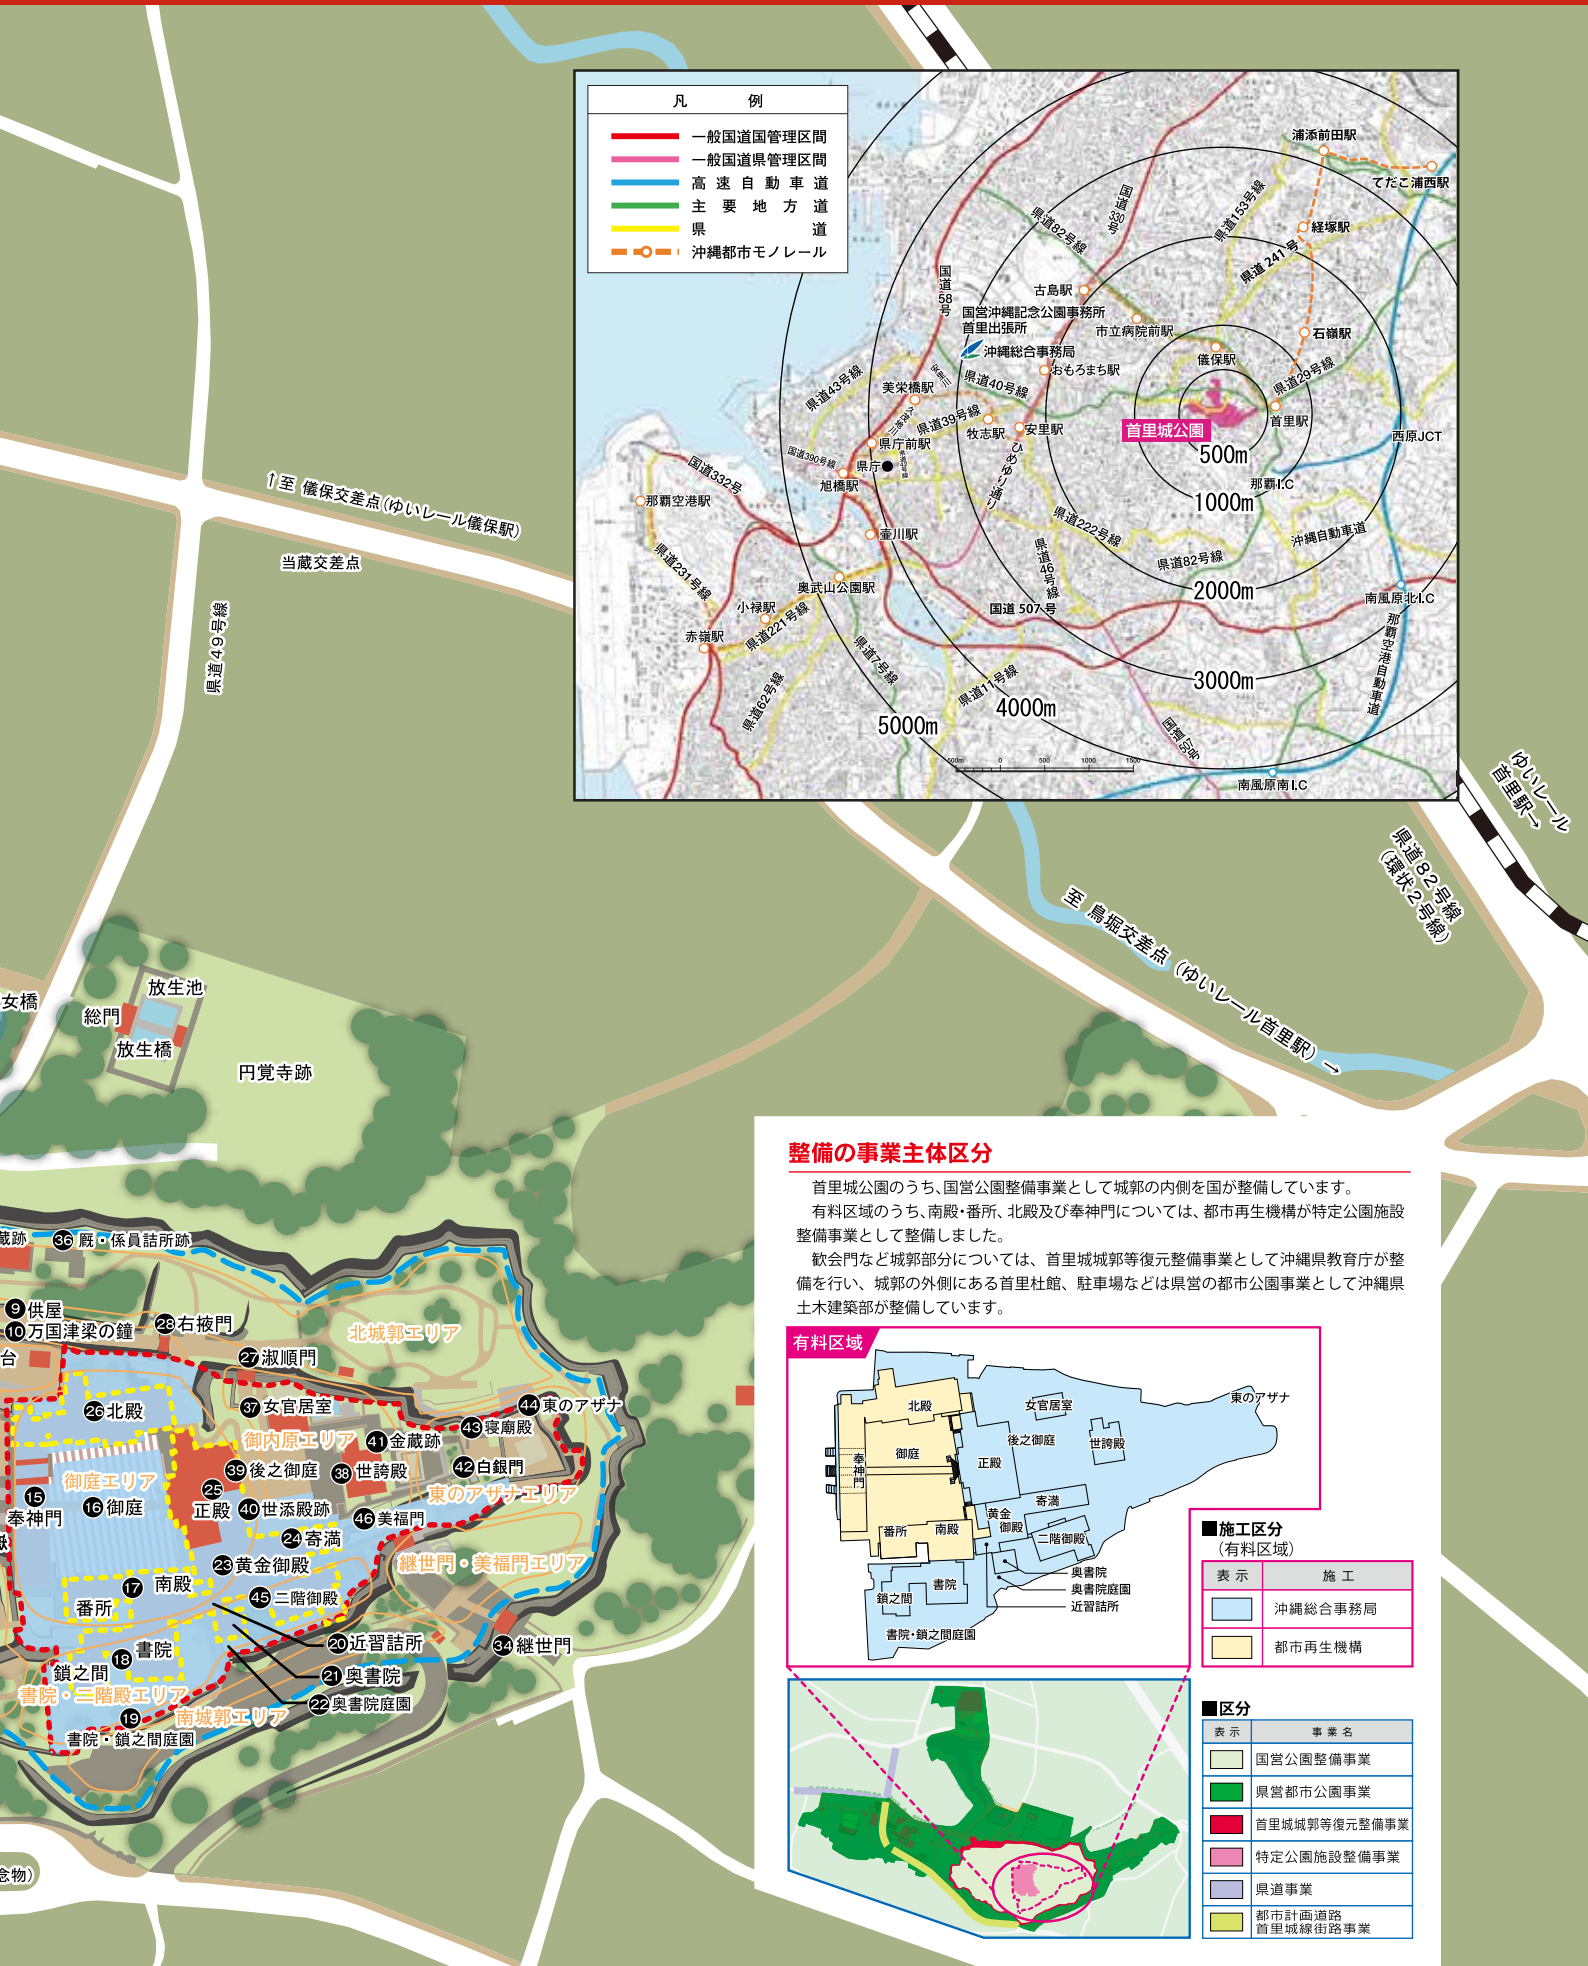 凡 例
一般国道国管理区間
一般国道県管理区間
高速自動車道
主要地方道
県道
沖縄都市モノレール
浦添前田駅
てだこ浦西駅
国道330号
県道153号線
県道82号線
経塚駅
県道241号
国道58号
古島駅
国営沖縄記念公園事務所
首里出張所
市立病院前駅
石嶺駅
沖縄総合事務局
儀保駅
おもろまち駅
安里川
県道43号線
美栄橋駅
県道40号線
県道29号線
久茂地川
県道39号線
牧志駅
安里駅
首里城公園
首里駅
西原JCT
県庁前駅
500m
国道390号線
県庁
ひめゆり通り
国道332号
旭橋駅
那覇I.C
那覇空港駅
1000m
県道222号線
壷川駅
沖縄自動車道
県道46号線
県道82号線
県道231号線
奥武山公園駅
2000m
南風原北I.C
小禄駅
国道507号
県道221号線
赤嶺駅
那覇空港自動車道
県道7号線
県道11号線
3000m
県道62号線
4000m
5000m
国道507号
500m 0 500 1000 1500
南風原南I.C
↑至 儀保交差点(ゆいレール儀保駅)
当蔵交差点
県道49号線
ゆいレール
首里駅→
県道82号線
(環状2号線)
至 鳥堀交差点(ゆいレール首里駅)→
女橋
放生池
総門
放生橋
円覚寺跡
蔵跡
36 厩・係員詰所跡
9 供屋
10 万国津梁の鐘
28 右掖門
台
27 淑順門
北城郭エリア
26 北殿
37 女官居室
44 東のアザナ
43 寝廟殿
御内原エリア
41 金蔵跡
39 後之御庭
38 世誇殿
42 白銀門
御庭エリア
25 正殿
東のアザナエリア
15 奉神門
16 御庭
40 世添殿跡
46 美福門
24 寄満
23 黄金御殿
継世門・美福門エリア
17 南殿
番所
45 二階御殿
20 近習詰所
34 継世門
18 書院
鎖之間
21 奥書院
書院・二階殿エリア
22 奥書院庭園
19
南城郭エリア
書院・鎖之間庭園
念物)
整備の事業主体区分
首里城公園のうち、国営公園整備事業として城郭の内側を国が整備しています。
有料区域のうち、南殿・番所、北殿及び奉神門については、都市再生機構が特定公園施設
整備事業として整備しました。
歓会門など城郭部分については、首里城城郭等復元整備事業として沖縄県教育庁が整
備を行い、城郭の外側にある首里杜館、駐車場などは県営の都市公園事業として沖縄県
土木建築部が整備しています。
有料区域
北殿
女官居室
東のアザナ
後之御庭
世誇殿
御庭
正殿
奉神門
寄満
黄金御殿
番所
南殿
二階御殿
奥書院
奥書院庭園
近習詰所
書院
鎖之間
書院・鎖之間庭園
■施工区分
(有料区域)
表示 施工
沖縄総合事務局
都市再生機構
■区分
表示 事業名
国営公園整備事業
県営都市公園事業
首里城城郭等復元整備事業
特定公園施設整備事業
県道事業
都市計画道路
首里城線街路事業